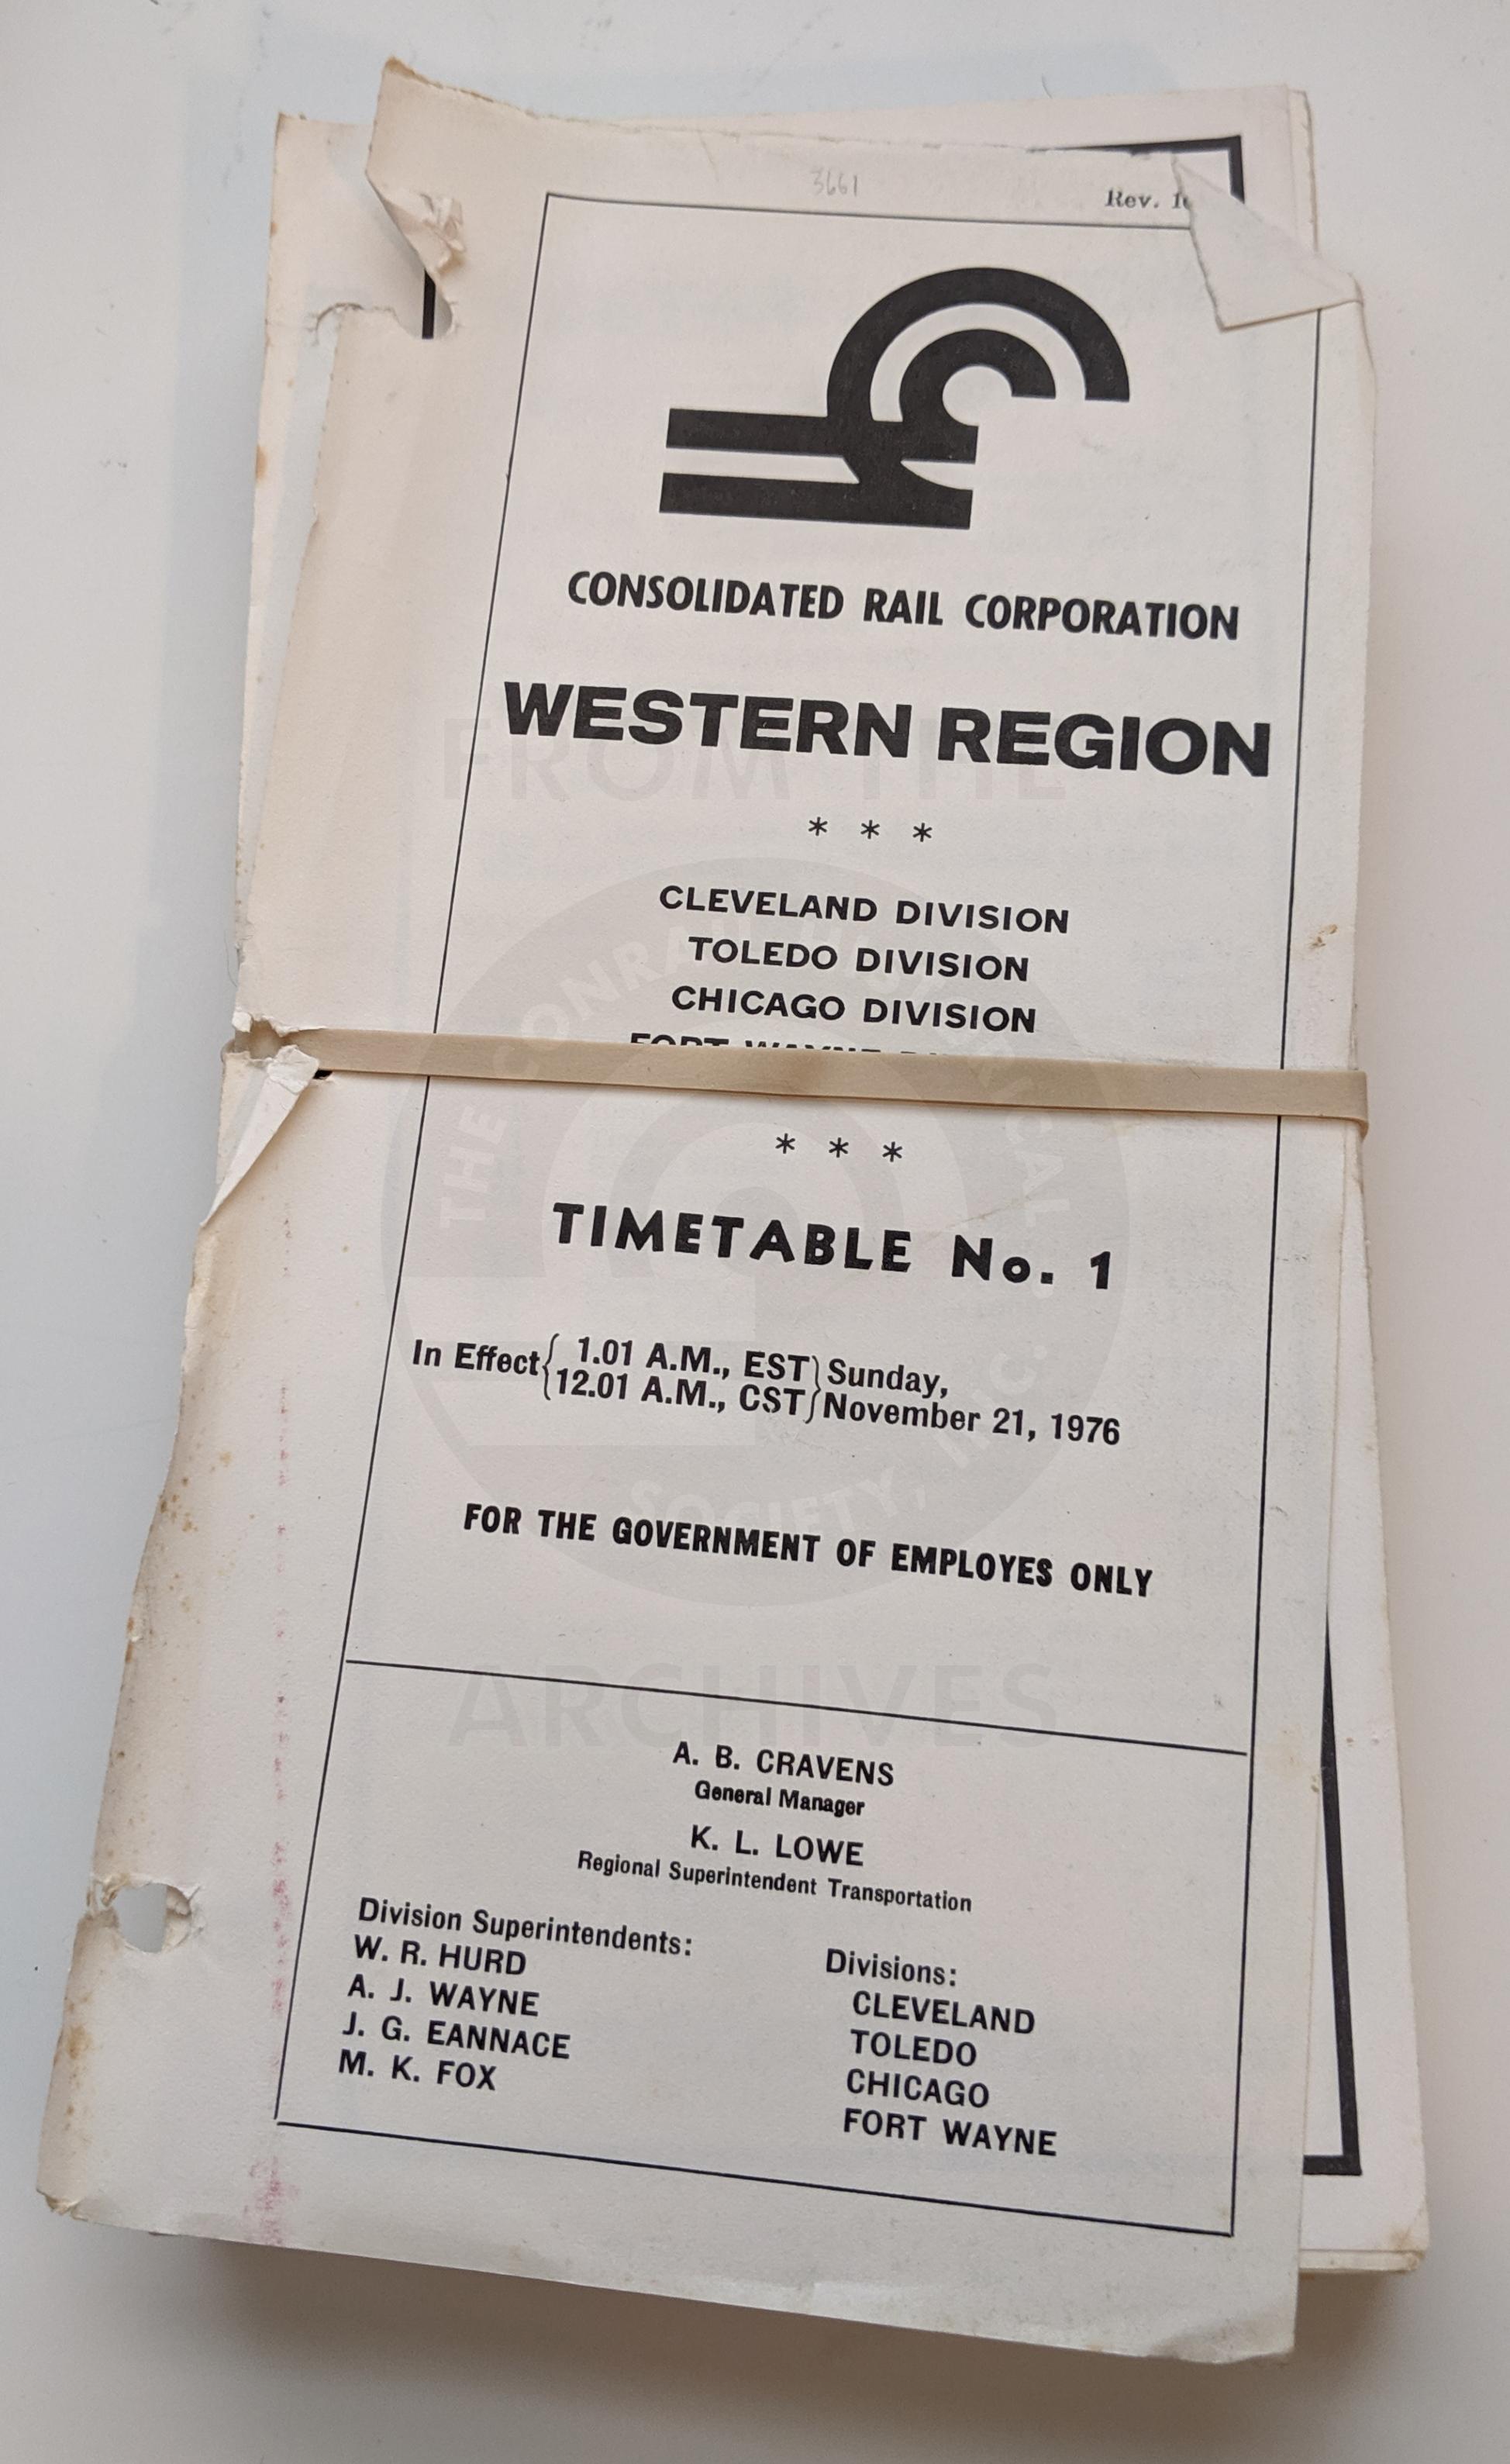 3661
Rev.
CONSOLIDATED RAIL CORPORATION
WESTERN REGION
* * *
CLEVELAND DIVISION
TOLEDO DIVISION
CHICAGO DIVISION
FORT WAYNE
* * *
TIMETABLE No. 1
In Effect { 1.01 A.M., EST } Sunday,
{ 12.01 A.M., CST } November 21, 1976
FOR THE GOVERNMENT OF EMPLOYES ONLY
A. B. CRAVENS
General Manager
K. L. LOWE
Regional Superintendent Transportation
Division Superintendents:
W. R. HURD
A. J. WAYNE
J. G. EANNACE
M. K. FOX
Divisions:
CLEVELAND
TOLEDO
CHICAGO
FORT WAYNE
FROM THE
THE CONRAIL HISTORICAL
SOCIETY, INC.
ARCHIVES